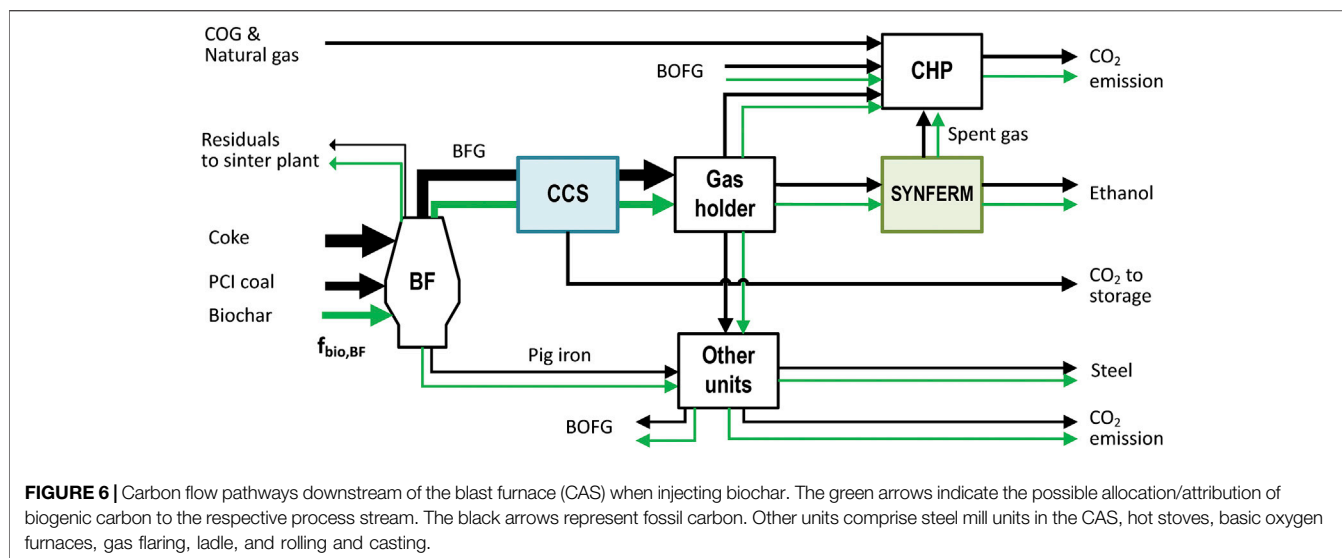 COG &
Natural gas
BOFG
CHP
CO2
emission
Residuals
to sinter plant
BFG
Spent gas
CCS
Gas
holder
SYNFERM
Ethanol
Coke
PCI coal
BF
Biochar
fbio,BF
CO2 to
storage
Pig iron
Other
units
Steel
BOFG
CO2
emission
FIGURE 6 | Carbon flow pathways downstream of the blast furnace (CAS) when injecting biochar. The green arrows indicate the possible allocation/attribution of
biogenic carbon to the respective process stream. The black arrows represent fossil carbon. Other units comprise steel mill units in the CAS, hot stoves, basic oxygen
furnaces, gas flaring, ladle, and rolling and casting.